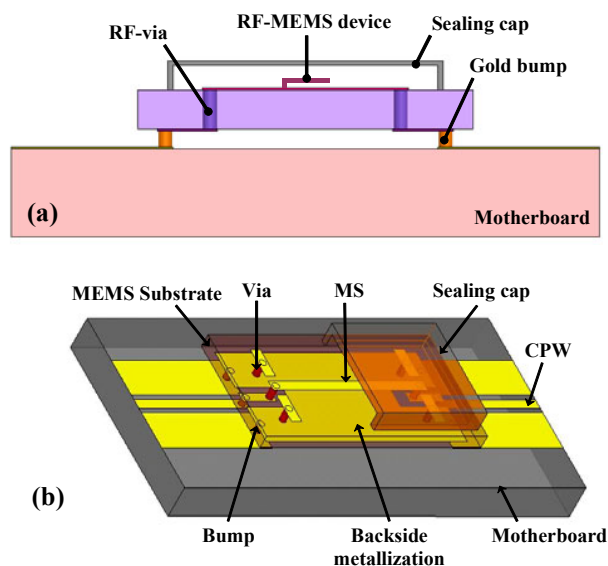 RF-MEMS device
Sealing cap
RF-via
Gold bump
(a)
Motherboard
MEMS Substrate
Via
MS
Sealing cap
CPW
(b)
Bump
Backside
metallization
Motherboard